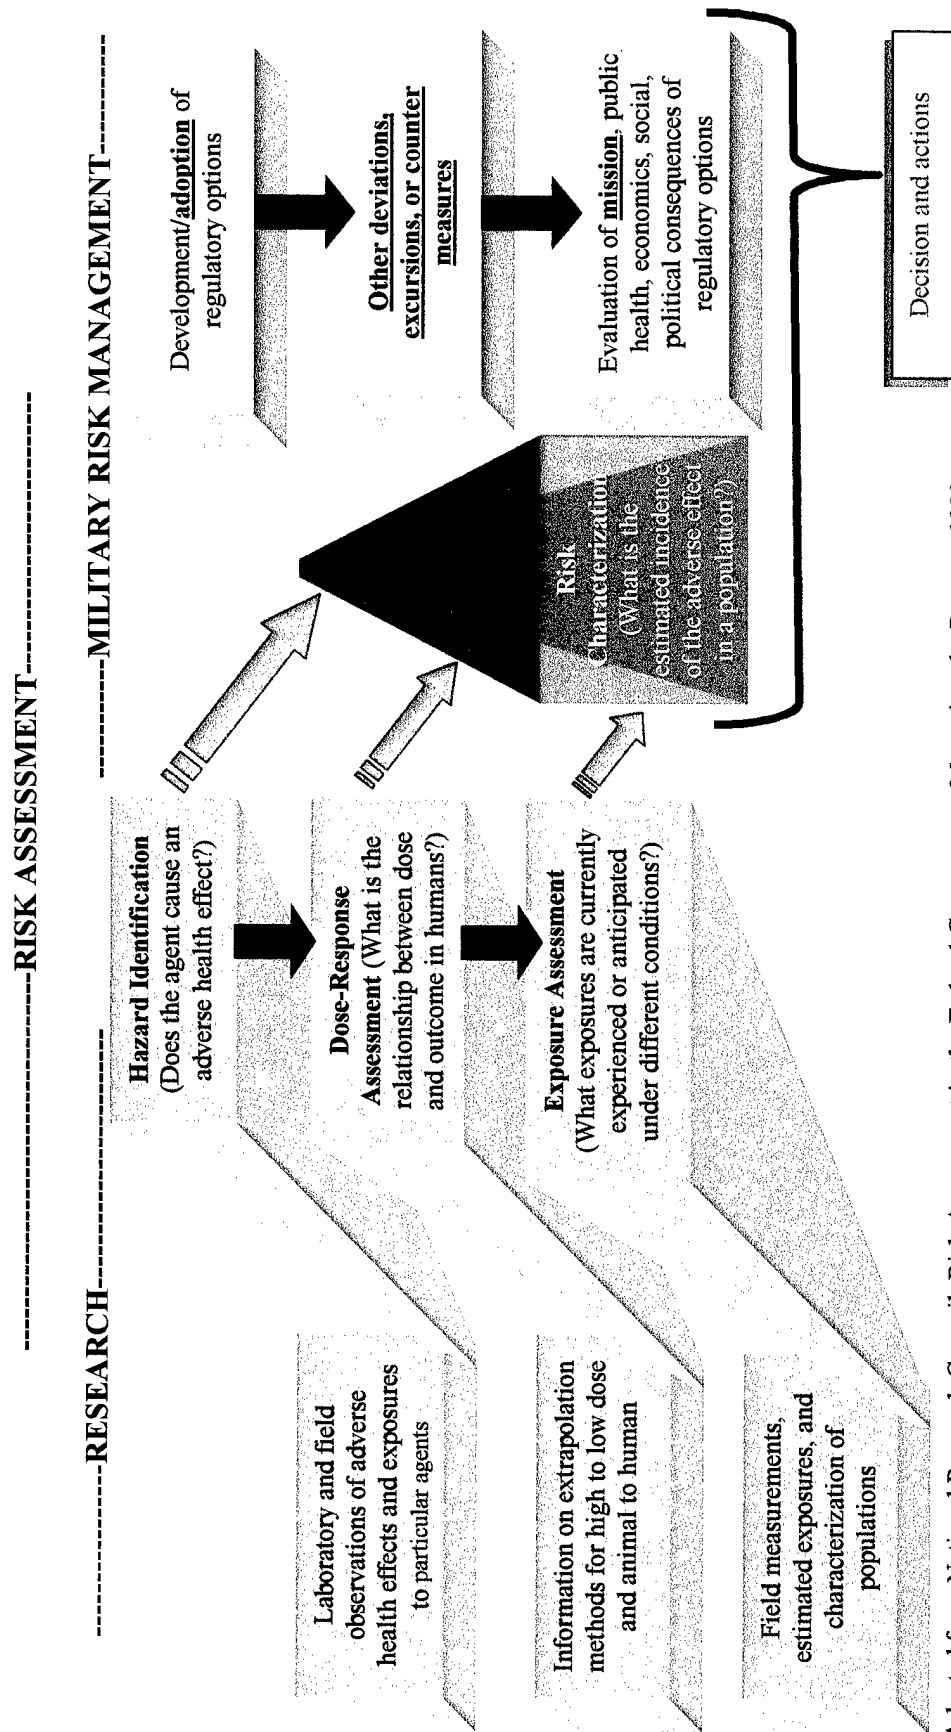 -----------------------RISK ASSESSMENT-----------------------
------------RESEARCH------------
--------MILITARY RISK MANAGEMENT--------
Laboratory and field
observations of adverse
health effects and exposures
to particular agents
Information on extrapolation
methods for high to low dose
and animal to human
Field measurements,
estimated exposures, and
characterization of
populations
Hazard Identification
(Does the agent cause an
adverse health effect?)
Dose-Response
Assessment (What is the
relationship between dose
and outcome in humans?)
Exposure Assessment
(What exposures are currently
experienced or anticipated
under different conditions?)
Risk
Characterization
(What is the
estimated incidence
of the adverse effect
in a population?)
Development/adoption of
regulatory options
Other deviations,
excursions, or counter
measures
Evaluation of mission, public
health, economics, social,
political consequences of
regulatory options
Decision and actions